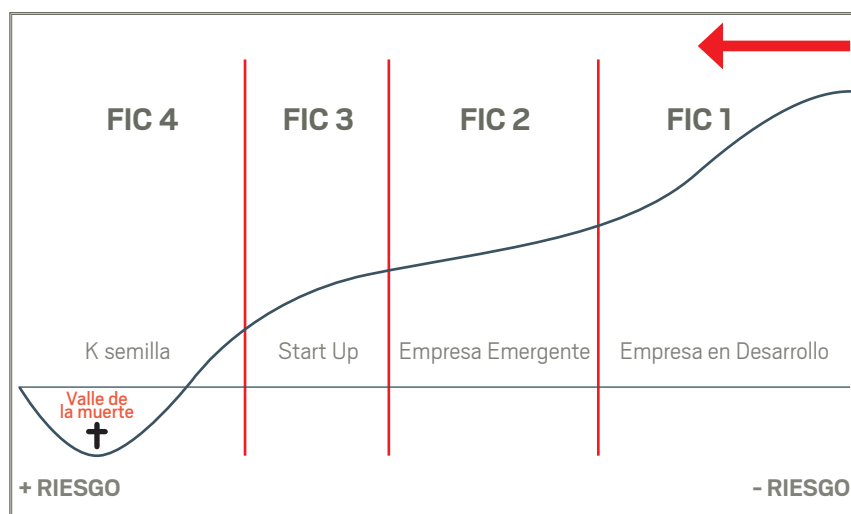 FIC 4
FIC 3
FIC 2
FIC 1
K semilla
Start Up
Empresa Emergente
Empresa en Desarrollo
Valle de
la muerte
+ RIESGO
- RIESGO